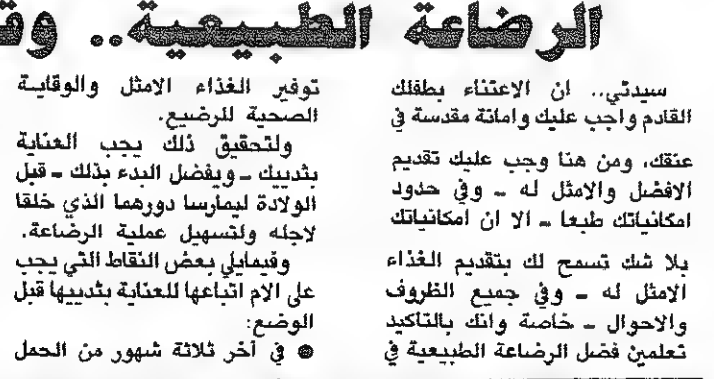 الرضاعة الطبيعية..
سيدتي.. ان الاعتناء بطفلك
القادم واجب عليك وامانة مقدسة في
عنقك، ومن هنا وجب عليك تقديم
الافضل والامثل له ـ وفي حدود
امكانياتك طبعا ـ الا ان امكانياتك
بلا شك تسمح لك بتقديم الغذاء
الامثل له ـ وفي جميع الظروف
والاحوال ـ خاصة وانك بالتاكيد
تعلمين فضل الرضاعة الطبيعية في
توفير الغذاء الامثل والوقاية
الصحية للرضيع.
ولتحقيق ذلك يجب العناية
بثدييك ـ ويفضل البدء بذلك ـ قبل
الولادة ليمارسا دورهما الذي خلقا
لاجله ولتسهيل عملية الرضاعة.
وفيمايلي بعض النقاط التي يجب
على الام اتباعها للعناية بثدييها قبل
الوضع:
● في آخر ثلاثة شهور من الحمل